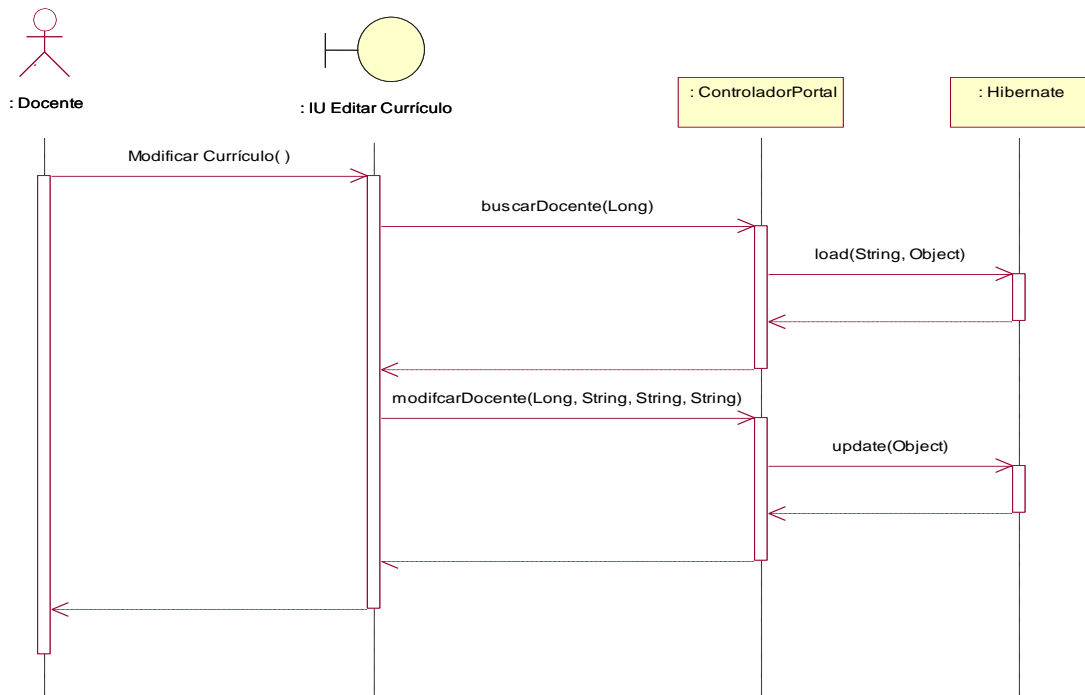 : Docente
: IU Editar Currículo
: ControladorPortal
: Hibernate
Modificar Currículo( )
buscarDocente(Long)
load(String, Object)
modifcarDocente(Long, String, String, String)
update(Object)